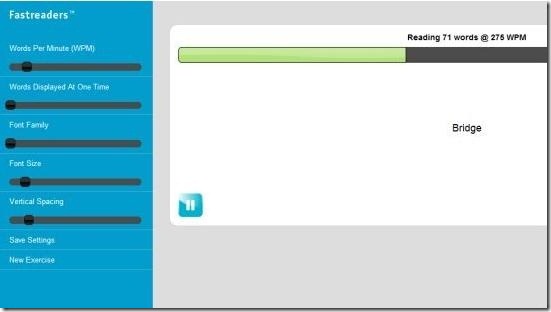 Fastreaders™
Words Per Minute (WPM)
Words Displayed At One Time
Font Family
Font Size
Vertical Spacing
Save Settings
New Exercise
Reading 71 words @ 275 WPM
Bridge